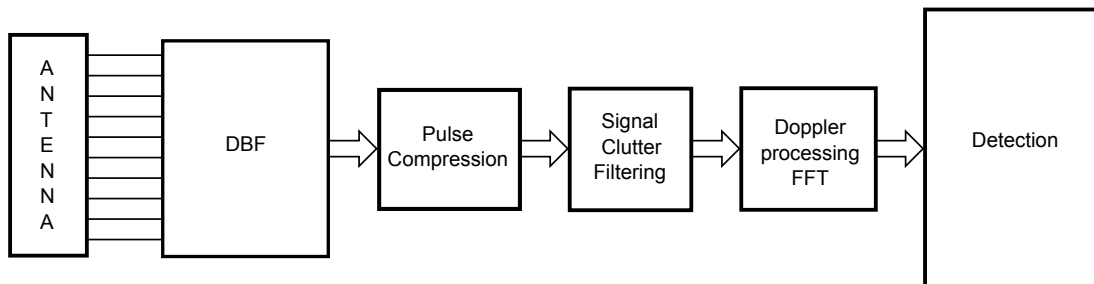 A
N
T
E
N
N
A
DBF
Pulse
Compression
Signal
Clutter
Filtering
Doppler
processing
FFT
Detection